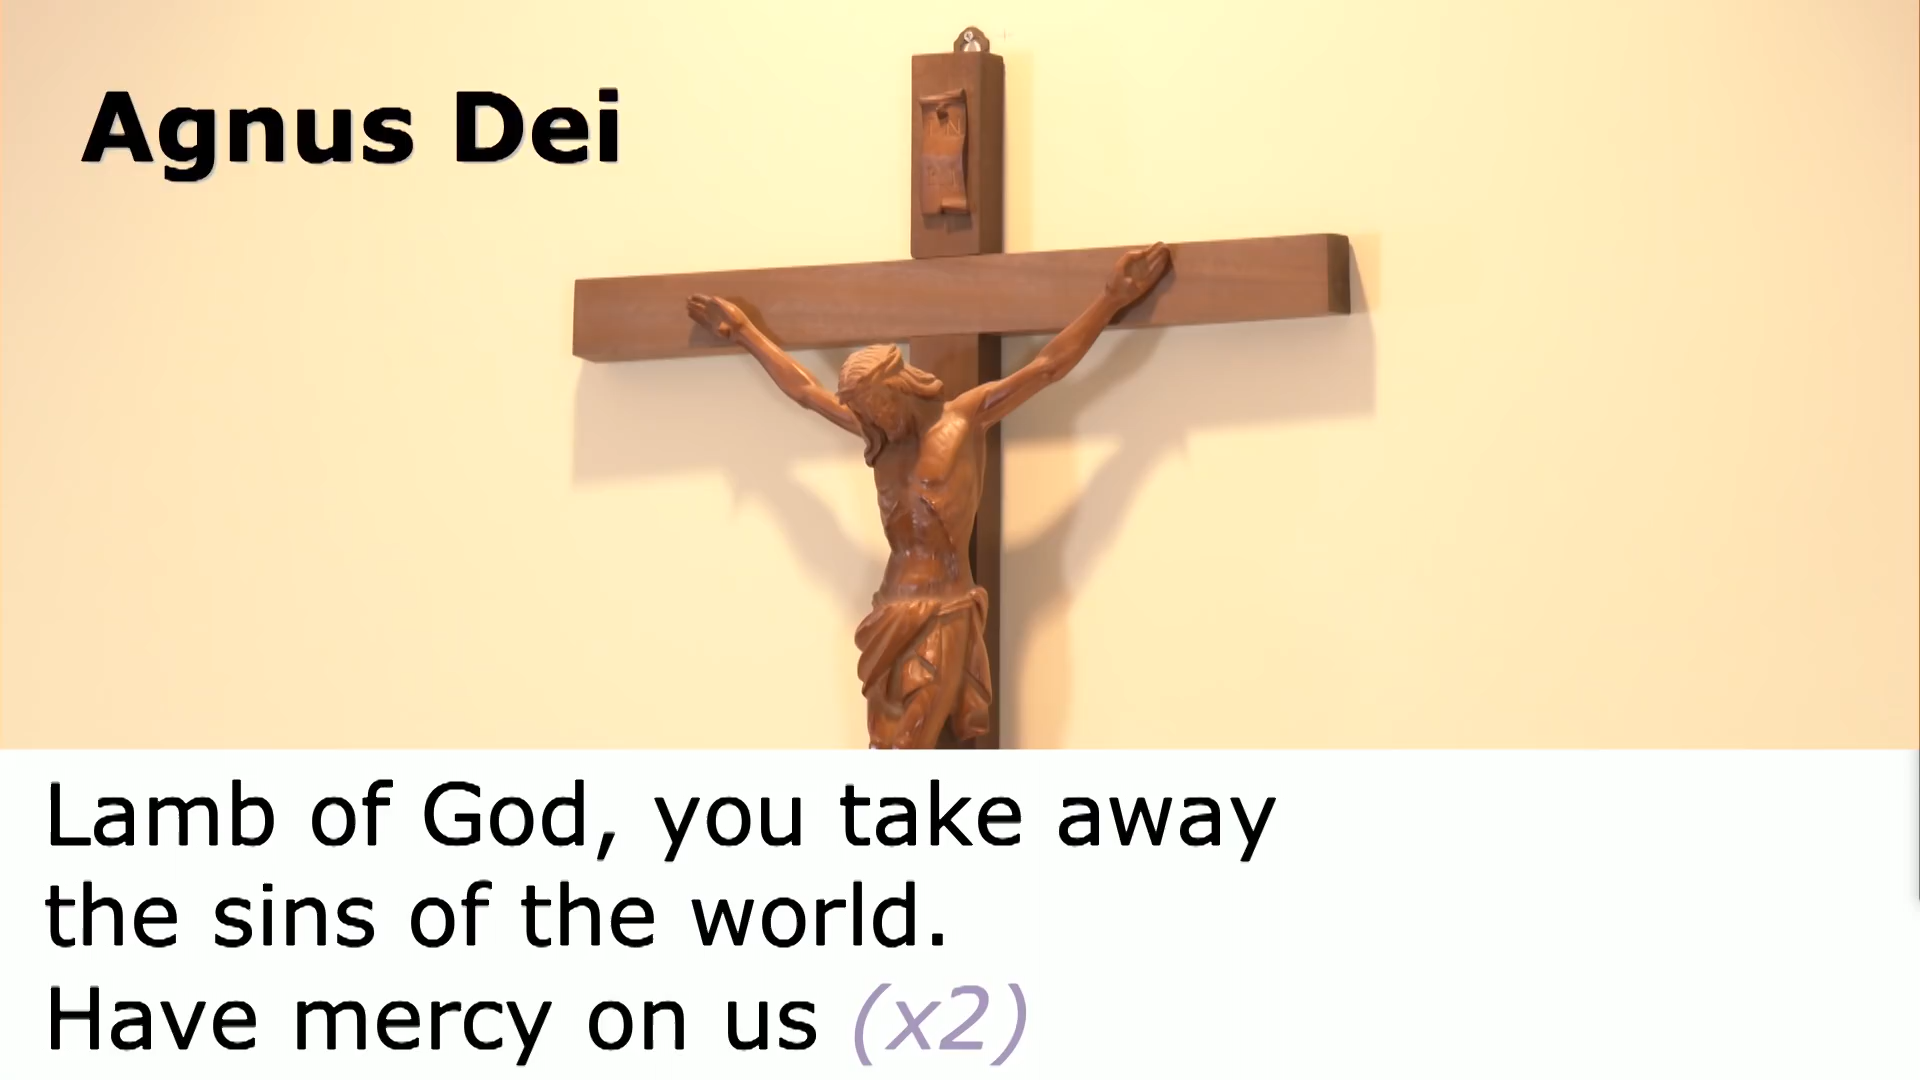 Agnus Dei
Lamb of God, you take away
the sins of the world.
Have mercy on us (x2)